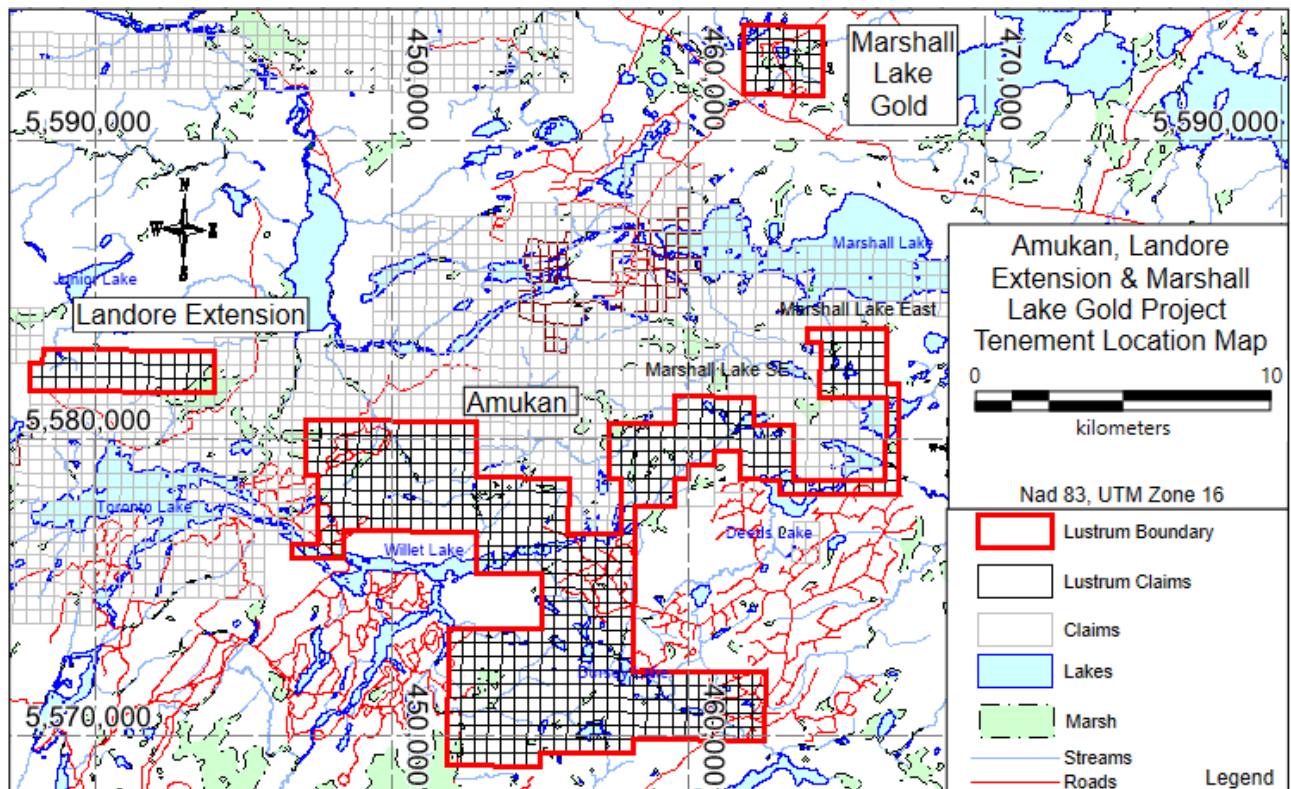 450,000
460,000
470,000
Marshall
Lake
Gold
5,590,000
5,590,000
N
W
E
S
Junior Lake
Marshall Lake
Landore Extension
Marshall Lake East
Marshall Lake SE
Amukan
5,580,000
Toronto Lake
Willet Lake
Deeds Lake
5,570,000
450,000
460,000
Amukan, Landore
Extension & Marshall
Lake Gold Project
Tenement Location Map
0 10
kilometers
Nad 83, UTM Zone 16
Lustrum Boundary
Lustrum Claims
Claims
Lakes
Marsh
Streams
Roads
Legend